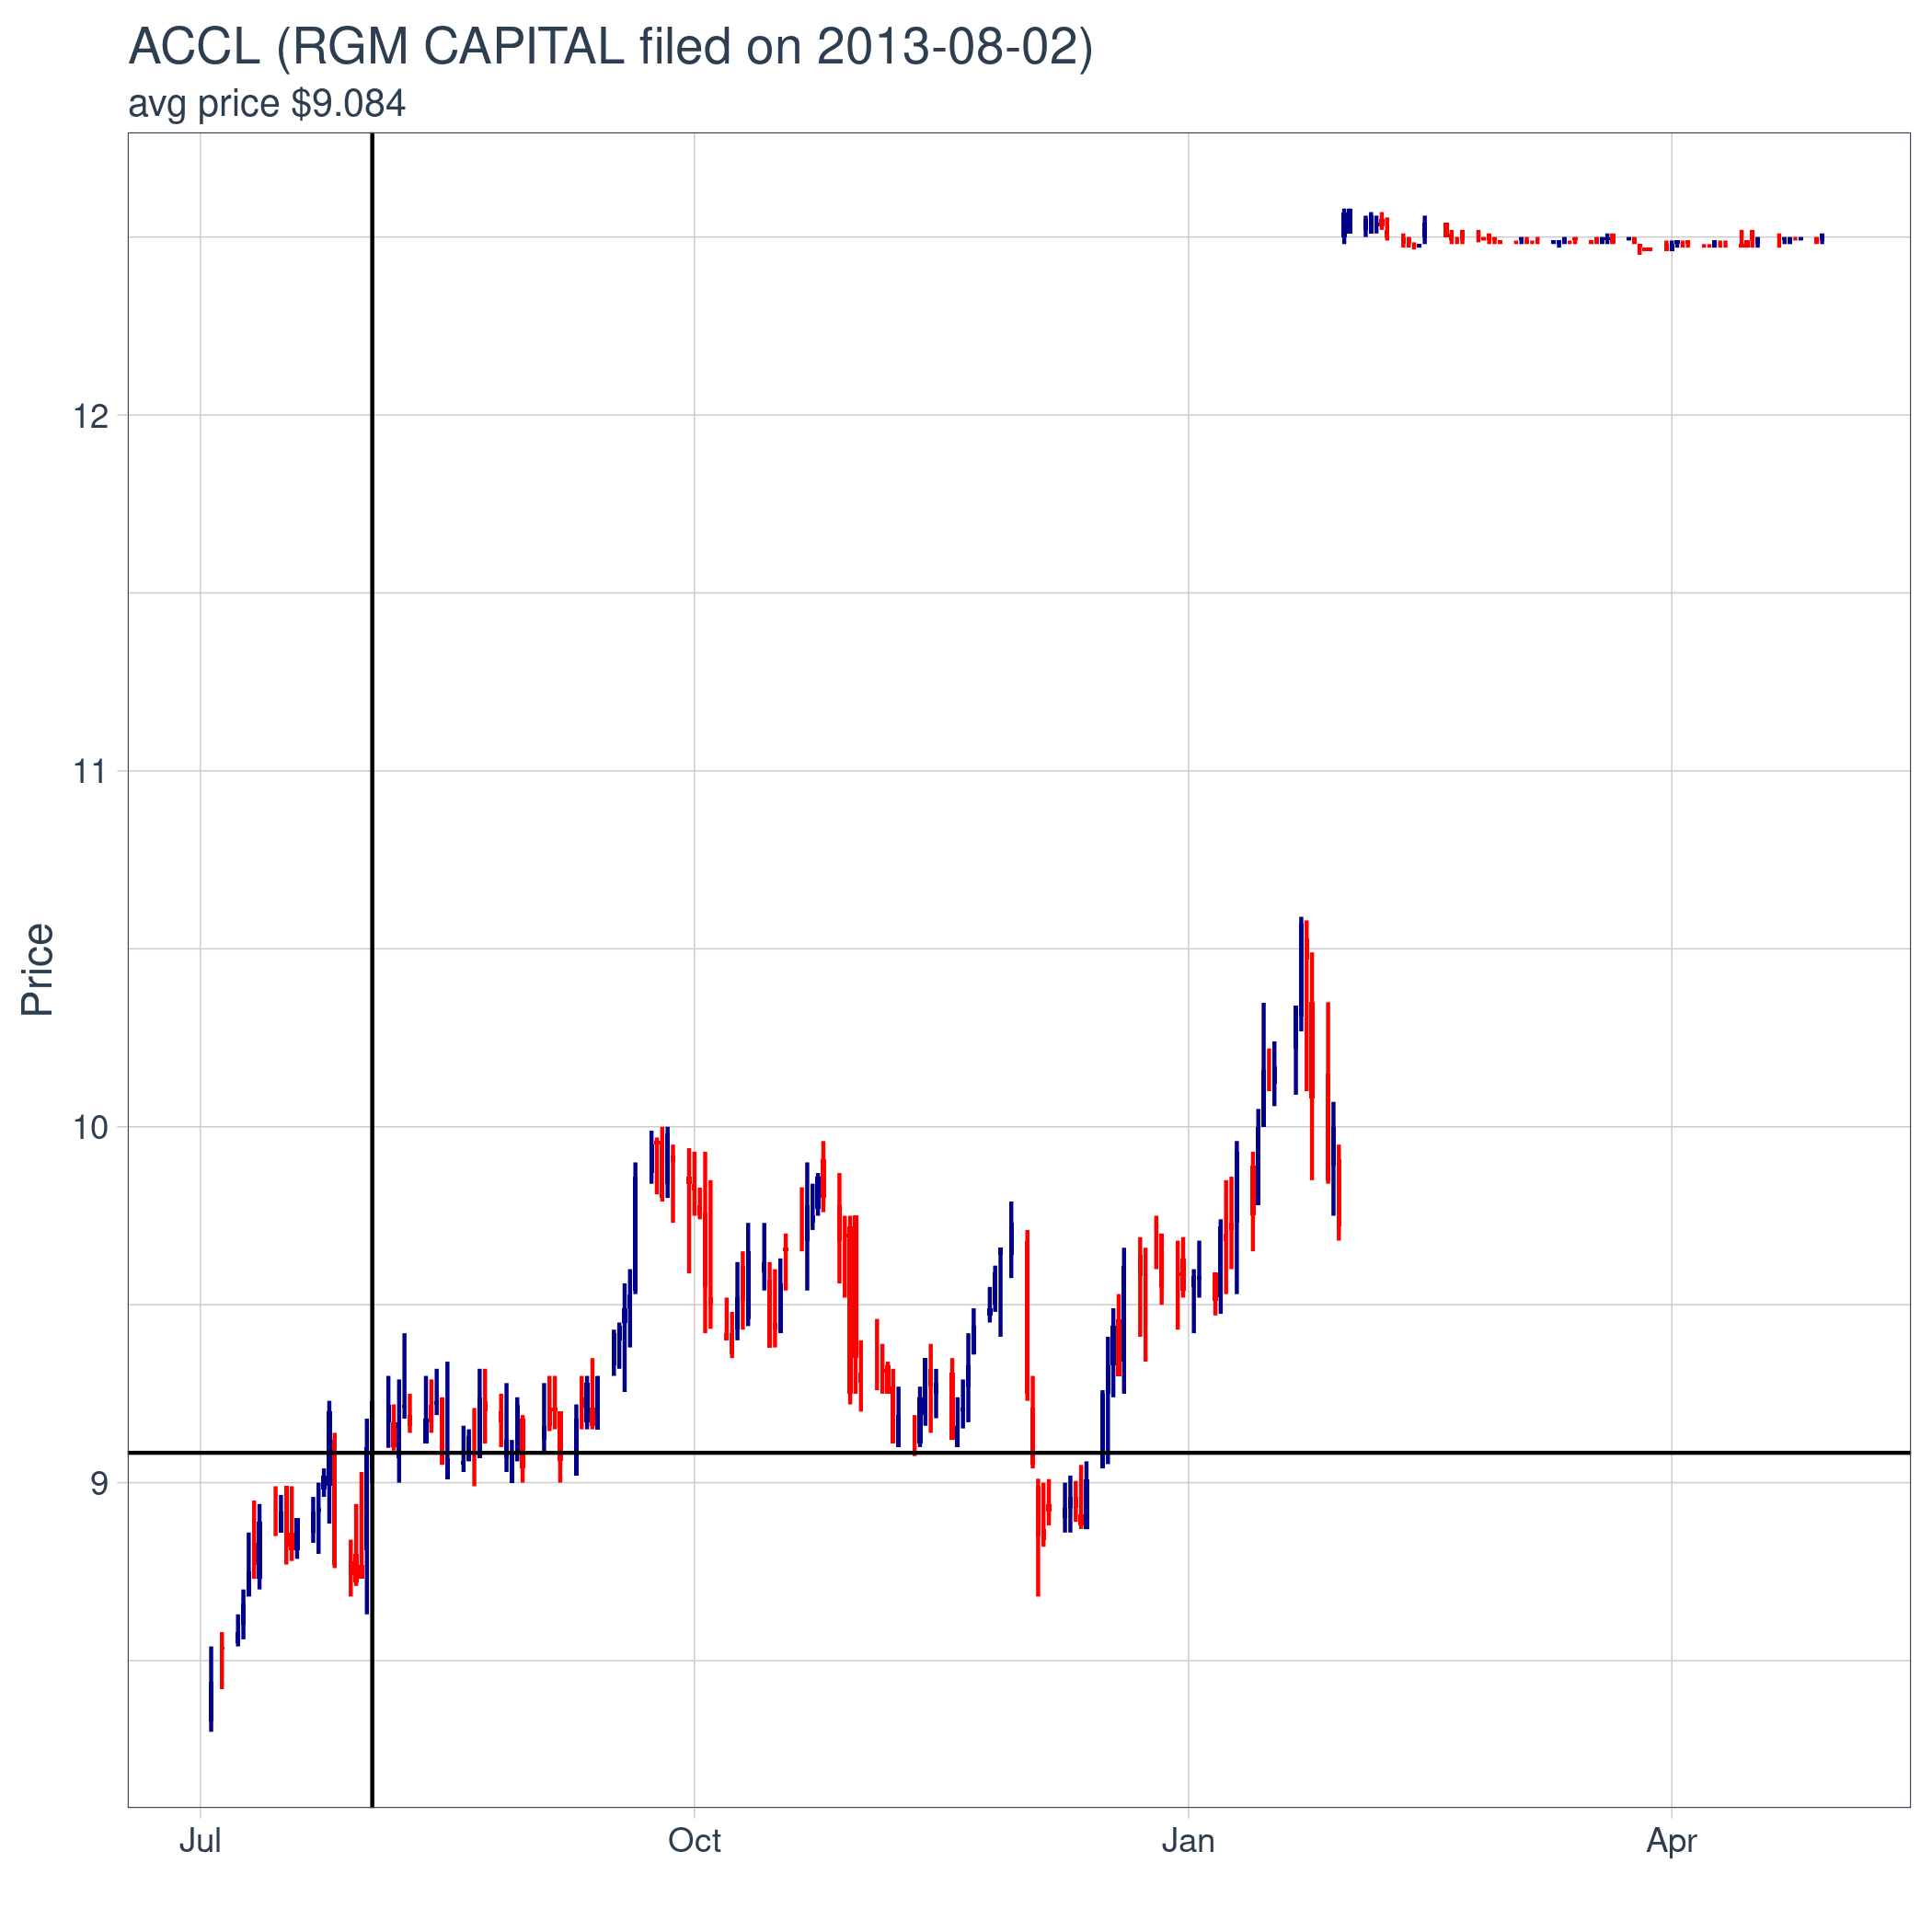 ACCL (RGM CAPITAL filed on 2013-08-02)
avg price $9.084
12
11
10
9
Price
Jul Oct Jan Apr